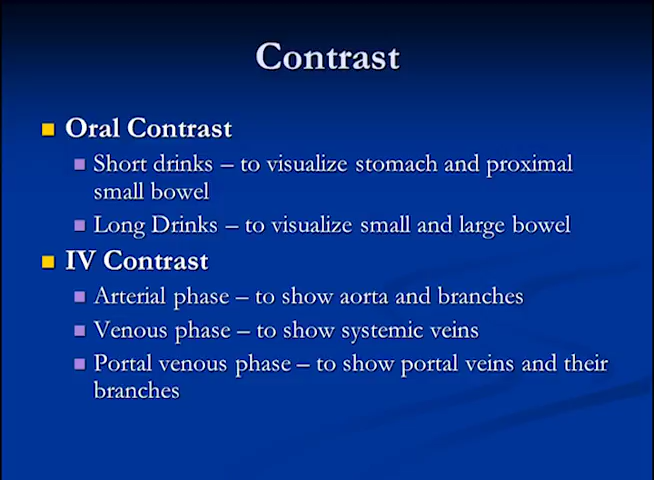 Contrast
Oral Contrast
Short drinks – to visualize stomach and proximal
small bowel
Long Drinks – to visualize small and large bowel
IV Contrast
Arterial phase – to show aorta and branches
Venous phase – to show systemic veins
Portal venous phase – to show portal veins and their
branches